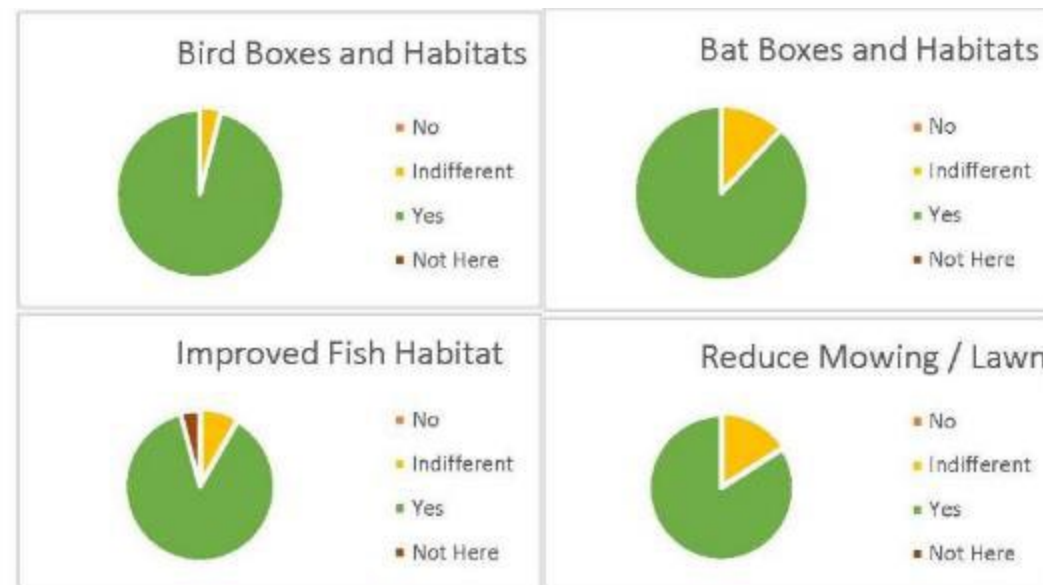 Bird Boxes and Habitats
No
Indifferent
Yes
Not Here
Bat Boxes and Habitats
No
Indifferent
Yes
Not Here
Improved Fish Habitat
No
Indifferent
Yes
Not Here
Reduce Mowing / Lawn
No
Indifferent
Yes
Not Here